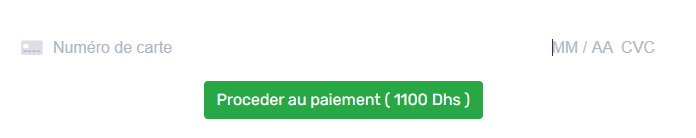 Numéro de carte MM / AA CVC
Proceder au paiement ( 1100 Dhs )